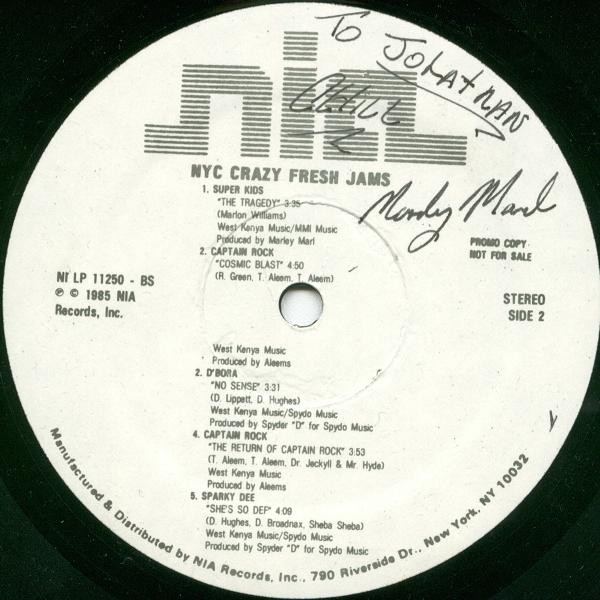 To JONATHAN
CHILL
nia
NYC CRAZY FRESH JAMS
Marley Marl
1. SUPER KIDS
"THE TRAGEDY" 3:35
(Marlon Williams)
West Kenya Music/MMI Music
Produced by Marley Marl
2. CAPTAIN ROCK
"COSMIC BLAST" 4:50
(R. Green, T. Aleem, T. Aleem)
PROMO COPY
NOT FOR SALE
NI LP 11250 - BS
℗ © 1985 NIA
Records, Inc.
STEREO
SIDE 2
West Kenya Music
Produced by Aleems
2. D'BORA
"NO SENSE" 3:31
(D. Lippett, D. Hughes)
West Kenya Music/Spydo Music
Produced by Spyder "D" for Spydo Music
4. CAPTAIN ROCK
"THE RETURN OF CAPTAIN ROCK" 3:53
(T. Aleem, T. Aleem, Dr. Jeckyll & Mr. Hyde)
West Kenya Music
Produced by Aleems
5. SPARKY DEE
"SHE'S SO DEF" 4:09
(D. Hughes, D. Broadnax, Sheba Sheba)
West Kenya Music/Spydo Music
Produced by Spyder "D" for Spydo Music
Manufactured & Distributed by NIA Records, Inc., 790 Riverside Dr., New York, NY 10032